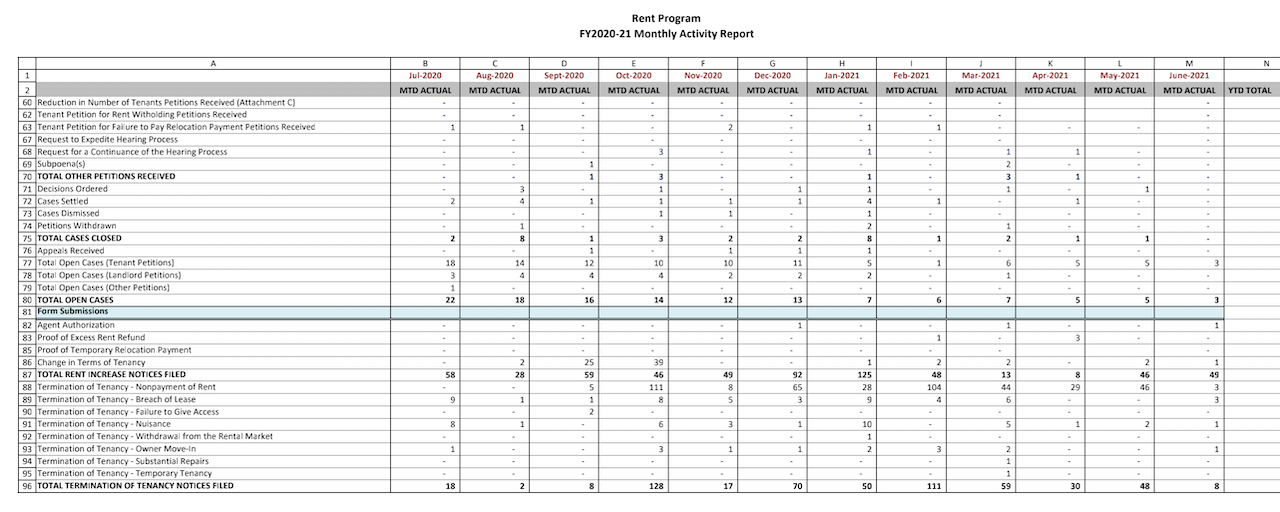 Rent Program
FY2020-21 Monthly Activity Report
A B C D E F G H I J K L M N
1 Jul-2020 Aug-2020 Sept-2020 Oct-2020 Nov-2020 Dec-2020 Jan-2021 Feb-2021 Mar-2021 Apr-2021 May-2021 June-2021
2 MTD ACTUAL MTD ACTUAL MTD ACTUAL MTD ACTUAL MTD ACTUAL MTD ACTUAL MTD ACTUAL MTD ACTUAL MTD ACTUAL MTD ACTUAL MTD ACTUAL MTD ACTUAL YTD TOTAL
60 Reduction in Number of Tenants Petitions Received (Attachment C) - - - - - - - - - -
62 Tenant Petition for Rent Witholding Petitions Received - - - - - - - - - -
63 Tenant Petition for Failure to Pay Relocation Payment Petitions Received 1 1 - - 2 - 1 1 - - - -
67 Request to Expedite Hearing Process - - - - - - - - - -
68 Request for a Continuance of the Hearing Process - - - 3 - - 1 - 1 1 - -
69 Subpoena(s) - - 1 - - - - - 2 - - -
70 TOTAL OTHER PETITIONS RECEIVED - - 1 3 - - 1 - 3 1 - -
71 Decisions Ordered - 3 - 1 - 1 1 - 1 - 1 -
72 Cases Settled 2 4 1 1 1 1 4 1 - 1 - -
73 Cases Dismissed - - - 1 1 - 1 - - - - -
74 Petitions Withdrawn - 1 - - - - 2 - 1 - - -
75 TOTAL CASES CLOSED 2 8 1 3 2 2 8 1 2 1 1 -
76 Appeals Received - - 1 - 1 1 1 - - - - -
77 Total Open Cases (Tenant Petitions) 18 14 12 10 10 11 5 1 6 5 5 3
78 Total Open Cases (Landlord Petitions) 3 4 4 4 2 2 2 - 1 - - -
79 Total Open Cases (Other Petitions) 1 - - - - - - - - - - -
80 TOTAL OPEN CASES 22 18 16 14 12 13 7 6 7 5 5 3
81 Form Submissions
82 Agent Authorization - - - - - 1 - - 1 - - 1
83 Proof of Excess Rent Refund - - - - - - - 1 - 3 - -
85 Proof of Temporary Relocation Payment - - - - - - - - - - - -
86 Change in Terms of Tenancy - 2 25 39 - - 1 2 2 - 2 1
87 TOTAL RENT INCREASE NOTICES FILED 58 28 59 46 49 92 125 48 13 8 46 49
88 Termination of Tenancy - Nonpayment of Rent - - 5 111 8 65 28 104 44 29 46 3
89 Termination of Tenancy - Breach of Lease 9 1 1 8 5 3 9 4 6 - - 3
90 Termination of Tenancy - Failure to Give Access - - 2 - - - - - - - - -
91 Termination of Tenancy - Nuisance 8 1 - 6 3 1 10 - 5 1 2 1
92 Termination of Tenancy - Withdrawal from the Rental Market - - - - - - 1 - - - - -
93 Termination of Tenancy - Owner Move-In 1 - - 3 1 1 2 3 2 - - 1
94 Termination of Tenancy - Substantial Repairs - - - - - - - - 1 - - -
95 Termination of Tenancy - Temporary Tenancy - - - - - - - - 1 - - -
96 TOTAL TERMINATION OF TENANCY NOTICES FILED 18 2 8 128 17 70 50 111 59 30 48 8